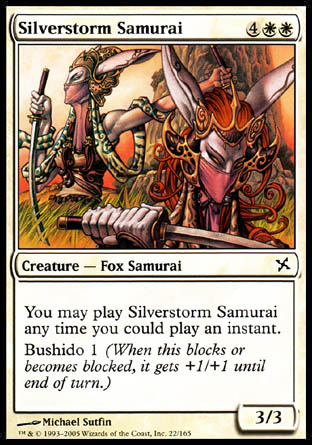 Silverstorm Samurai 4
Creature — Fox Samurai
You may play Silverstorm Samurai
any time you could play an instant.
Bushido 1 (When this blocks or
becomes blocked, it gets +1/+1 until
end of turn.)
Michael Sutfin
™ & © 1993–2005 Wizards of the Coast, Inc. 22/165
3/3